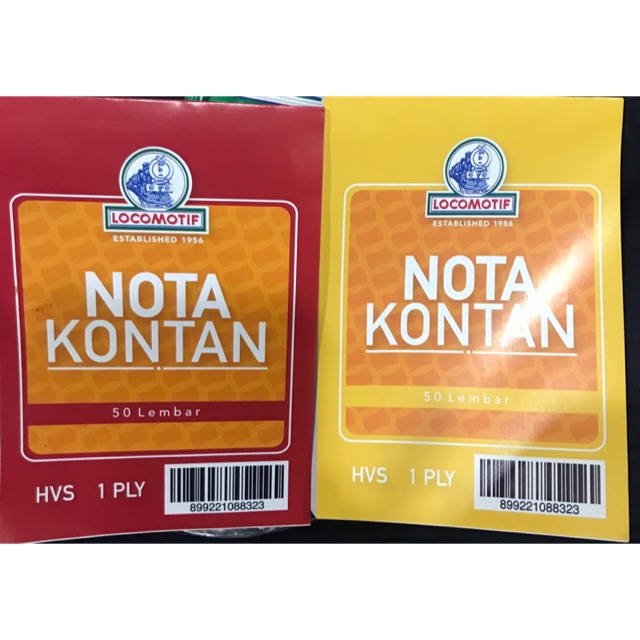 LOCOMOTIF
ESTABLISHED 1956
NOTA
KONTAN
50 Lembar
HVS 1 PLY
899221088323
LOCOMOTIF
ESTABLISHED 1956
NOTA
KONTAN
50 Lembar
HVS 1 PLY
899221088323